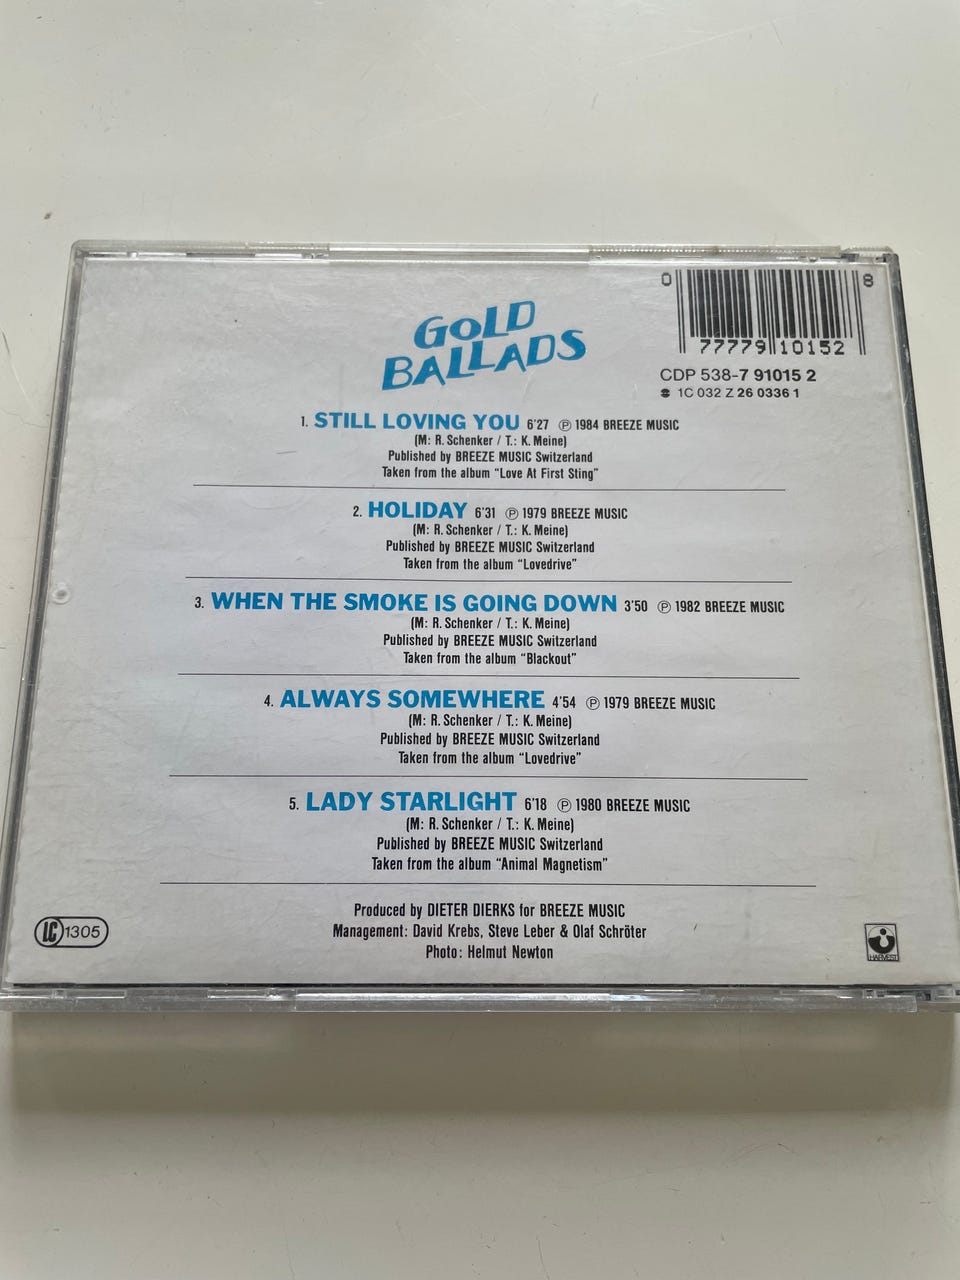 GOLD
BALLADS
0 77779 10152 8
CDP 538-7 91015 2
1C 032 Z 26 0336 1
1. STILL LOVING YOU 6'27 ℗ 1984 BREEZE MUSIC
(M: R. Schenker / T.: K. Meine)
Published by BREEZE MUSIC Switzerland
Taken from the album "Love At First Sting"
2. HOLIDAY 6'31 ℗ 1979 BREEZE MUSIC
(M: R. Schenker / T.: K. Meine)
Published by BREEZE MUSIC Switzerland
Taken from the album "Lovedrive"
3. WHEN THE SMOKE IS GOING DOWN 3'50 ℗ 1982 BREEZE MUSIC
(M: R. Schenker / T.: K. Meine)
Published by BREEZE MUSIC Switzerland
Taken from the album "Blackout"
4. ALWAYS SOMEWHERE 4'54 ℗ 1979 BREEZE MUSIC
(M: R. Schenker / T.: K. Meine)
Published by BREEZE MUSIC Switzerland
Taken from the album "Lovedrive"
5. LADY STARLIGHT 6'18 ℗ 1980 BREEZE MUSIC
(M: R. Schenker / T.: K. Meine)
Published by BREEZE MUSIC Switzerland
Taken from the album "Animal Magnetism"
Produced by DIETER DIERKS for BREEZE MUSIC
Management: David Krebs, Steve Leber & Olaf Schröter
Photo: Helmut Newton
LC 1305
HARVEST